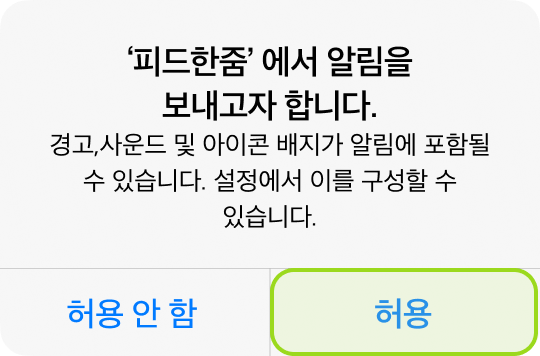 ‘피드한줌’ 에서 알림을
보내고자 합니다.
경고,사운드 및 아이콘 배지가 알림에 포함될
수 있습니다. 설정에서 이를 구성할 수
있습니다.
허용 안 함
허용